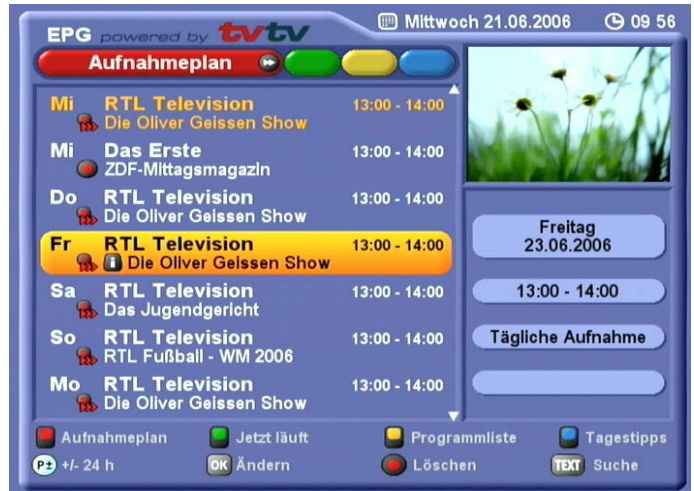 EPG powered by tvtv
Mittwoch 21.06.2006 09 56
Aufnahmeplan
Mi RTL Television 13:00 - 14:00
Die Oliver Geissen Show
Mi Das Erste 13:00 - 14:00
ZDF-Mittagsmagazin
Do RTL Television 13:00 - 14:00
Die Oliver Geissen Show
Fr RTL Television 13:00 - 14:00
i Die Oliver Geissen Show
Sa RTL Television 13:00 - 14:00
Das Jugendgericht
So RTL Television 13:00 - 14:00
RTL Fußball - WM 2006
Mo RTL Television 13:00 - 14:00
Die Oliver Geissen Show
Freitag
23.06.2006
13:00 - 14:00
Tägliche Aufnahme
Aufnahmeplan Jetzt läuft Programmliste Tagestipps
P± +/- 24 h OK Ändern Löschen TEXT Suche